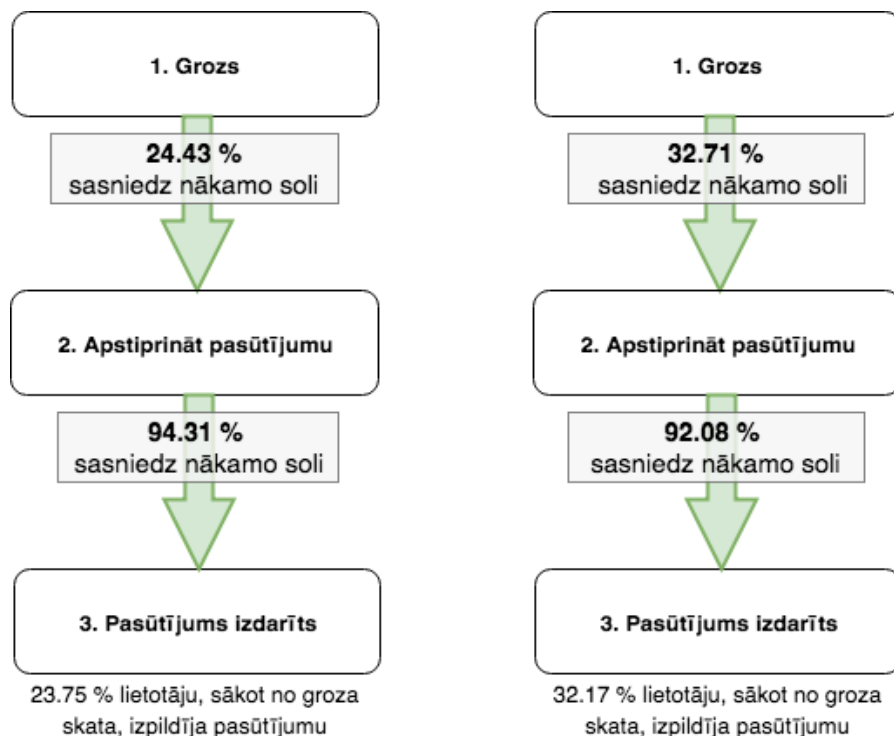 1. Grozs
24.43 %
sasniedz nākamo soli
2. Apstiprināt pasūtījumu
94.31 %
sasniedz nākamo soli
3. Pasūtījums izdarīts
23.75 % lietotāju, sākot no groza
skata, izpildīja pasūtījumu
1. Grozs
32.71 %
sasniedz nākamo soli
2. Apstiprināt pasūtījumu
92.08 %
sasniedz nākamo soli
3. Pasūtījums izdarīts
32.17 % lietotāju, sākot no groza
skata, izpildīja pasūtījumu